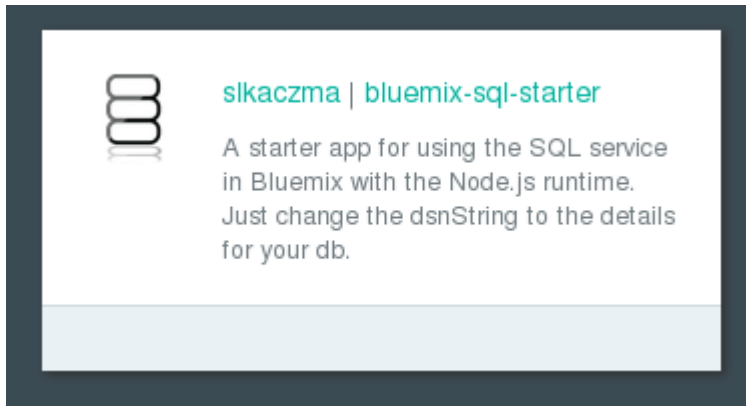 slkaczma | bluemix-sql-starter
A starter app for using the SQL service
in Bluemix with the Node.js runtime.
Just change the dsnString to the details
for your db.